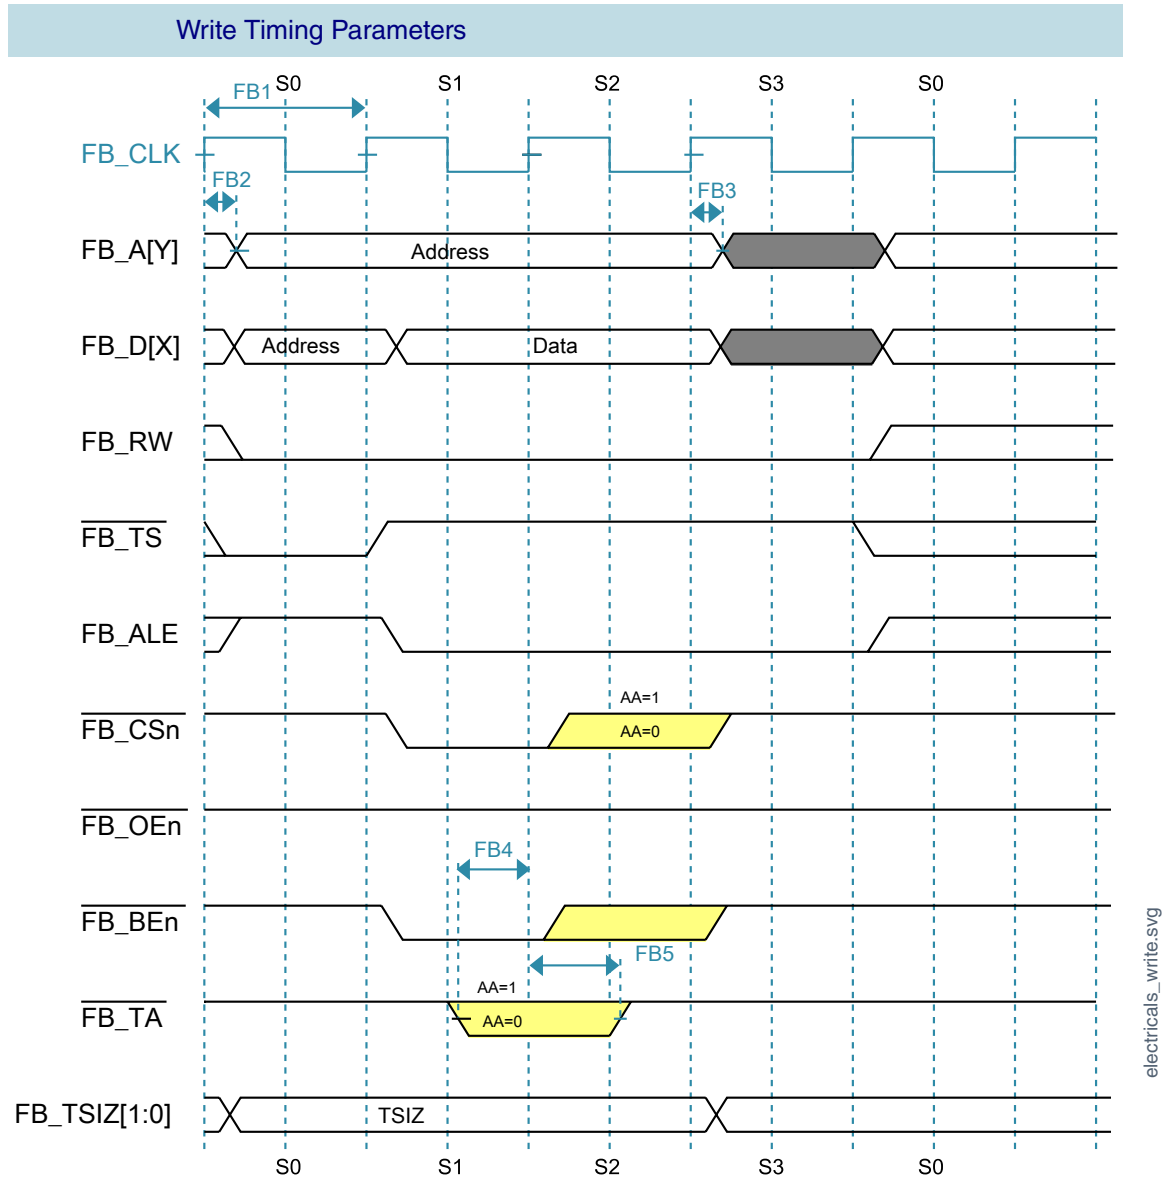 Write Timing Parameters
S0 S1 S2 S3 S0
FB1
FB_CLK
FB2
FB3
FB_A[Y]
Address
FB_D[X]
Address
Data
FB_RW
FB_TS
FB_ALE
AA=1
FB_CSn
AA=0
FB_OEn
FB4
FB_BEn
FB5
AA=1
FB_TA
AA=0
FB_TSIZ[1:0]
TSIZ
S0 S1 S2 S3 S0
electricals_write.svg